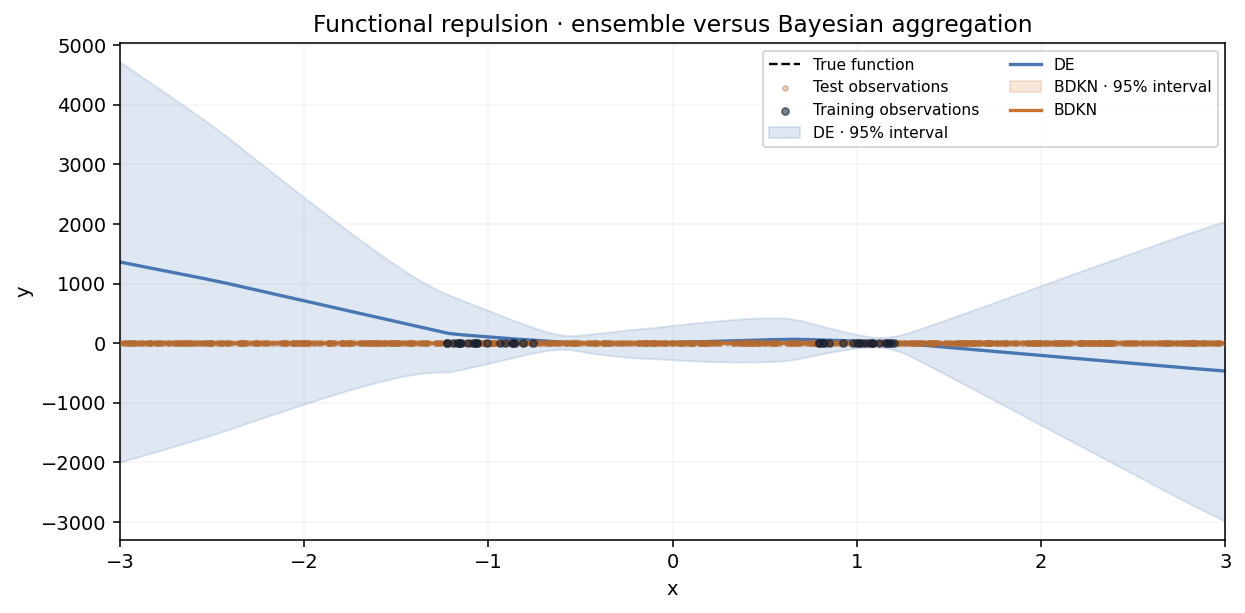 Functional repulsion · ensemble versus Bayesian aggregation
5000
4000
3000
2000
1000
0
−1000
−2000
−3000
y
True function
Test observations
Training observations
DE · 95% interval
DE
BDKN · 95% interval
BDKN
−3
−2
−1
0
1
2
3
x